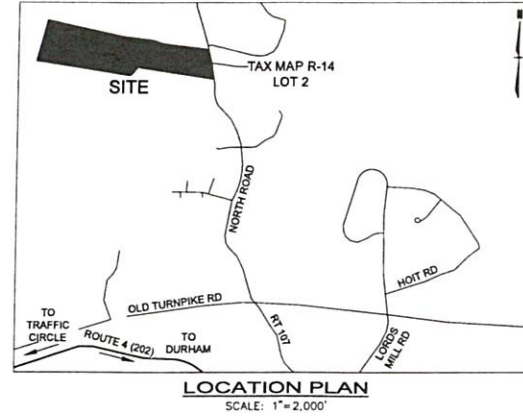 TAX MAP R-14
LOT 2
SITE
NORTH ROAD
HOIT RD
OLD TURNPIKE RD
TO
TRAFFIC
CIRCLE
ROUTE 4 (202)
TO
DURHAM
RT 107
LORDS
MILL RD
LOCATION PLAN
SCALE: 1"=2,000'